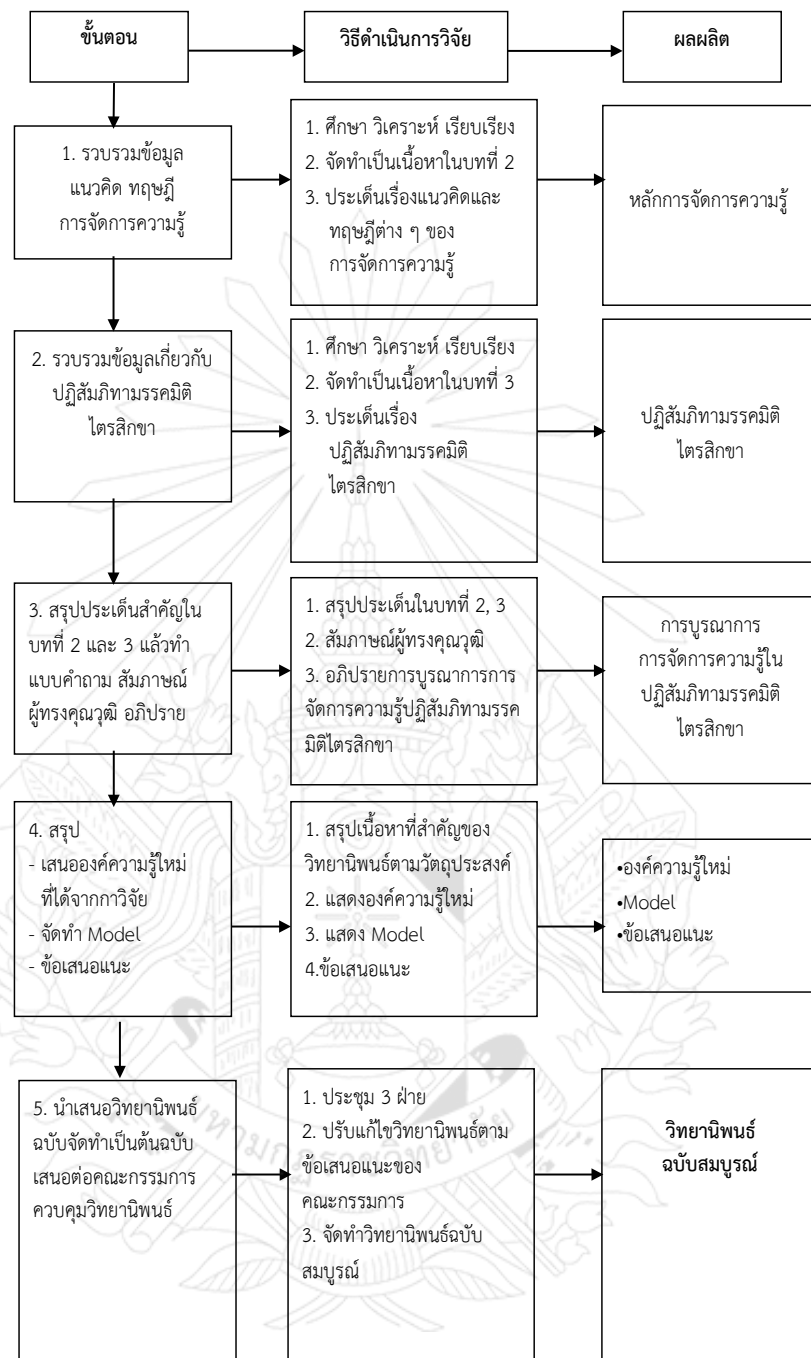 ขั้นตอน
วิธีดำเนินการวิจัย
ผลผลิต
1. รวบรวมข้อมูล
แนวคิด ทฤษฎี
การจัดการความรู้
1. ศึกษา วิเคราะห์ เรียบเรียง
2. จัดทำเป็นเนื้อหาในบทที่ 2
3. ประเด็นเรื่องแนวคิดและ
ทฤษฎีต่าง ๆ ของ
การจัดการความรู้
หลักการจัดการความรู้
2. รวบรวมข้อมูลเกี่ยวกับ
ปฏิสัมภิทามรรคมิติ
ไตรสิกขา
1. ศึกษา วิเคราะห์ เรียบเรียง
2. จัดทำเป็นเนื้อหาในบทที่ 3
3. ประเด็นเรื่อง
ปฏิสัมภิทามรรคมิติ
ไตรสิกขา
ปฏิสัมภิทามรรคมิติ
ไตรสิกขา
3. สรุปประเด็นสำคัญใน
บทที่ 2 และ 3 แล้วทำ
แบบคำถาม สัมภาษณ์
ผู้ทรงคุณวุฒิ อภิปราย
1. สรุปประเด็นในบทที่ 2, 3
2. สัมภาษณ์ผู้ทรงคุณวุฒิ
3. อภิปรายการบูรณาการการ
จัดการความรู้ปฏิสัมภิทามรรค
มิติไตรสิกขา
การบูรณาการ
การจัดการความรู้ใน
ปฏิสัมภิทามรรคมิติ
ไตรสิกขา
4. สรุป
- เสนอองค์ความรู้ใหม่
ที่ได้จากกาวิจัย
- จัดทำ Model
- ข้อเสนอแนะ
1. สรุปเนื้อหาที่สำคัญของ
วิทยานิพนธ์ตามวัตถุประสงค์
2. แสดงองค์ความรู้ใหม่
3. แสดง Model
4.ข้อเสนอแนะ
•องค์ความรู้ใหม่
•Model
•ข้อเสนอแนะ
5. นำเสนอวิทยานิพนธ์
ฉบับจัดทำเป็นต้นฉบับ
เสนอต่อคณะกรรมการ
ควบคุมวิทยานิพนธ์
1. ประชุม 3 ฝ่าย
2. ปรับแก้ไขวิทยานิพนธ์ตาม
ข้อเสนอแนะของ
คณะกรรมการ
3. จัดทำวิทยานิพนธ์ฉบับ
สมบูรณ์
วิทยานิพนธ์
ฉบับสมบูรณ์